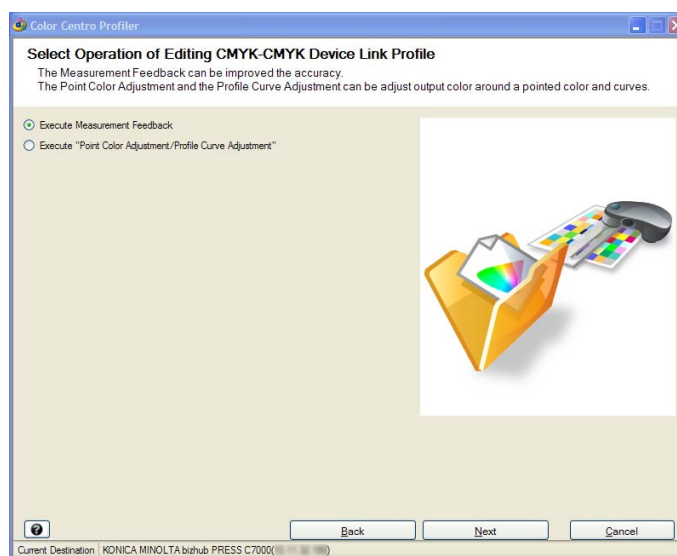 Color Centro Profiler
Select Operation of Editing CMYK-CMYK Device Link Profile
The Measurement Feedback can be improved the accuracy.
The Point Color Adjustment and the Profile Curve Adjustment can be adjust output color around a pointed color and curves.
Execute Measurement Feedback
Execute "Point Color Adjustment/Profile Curve Adjustment"
?
Back
Next
Cancel
Current Destination KONICA MINOLTA bizhub PRESS C7000(